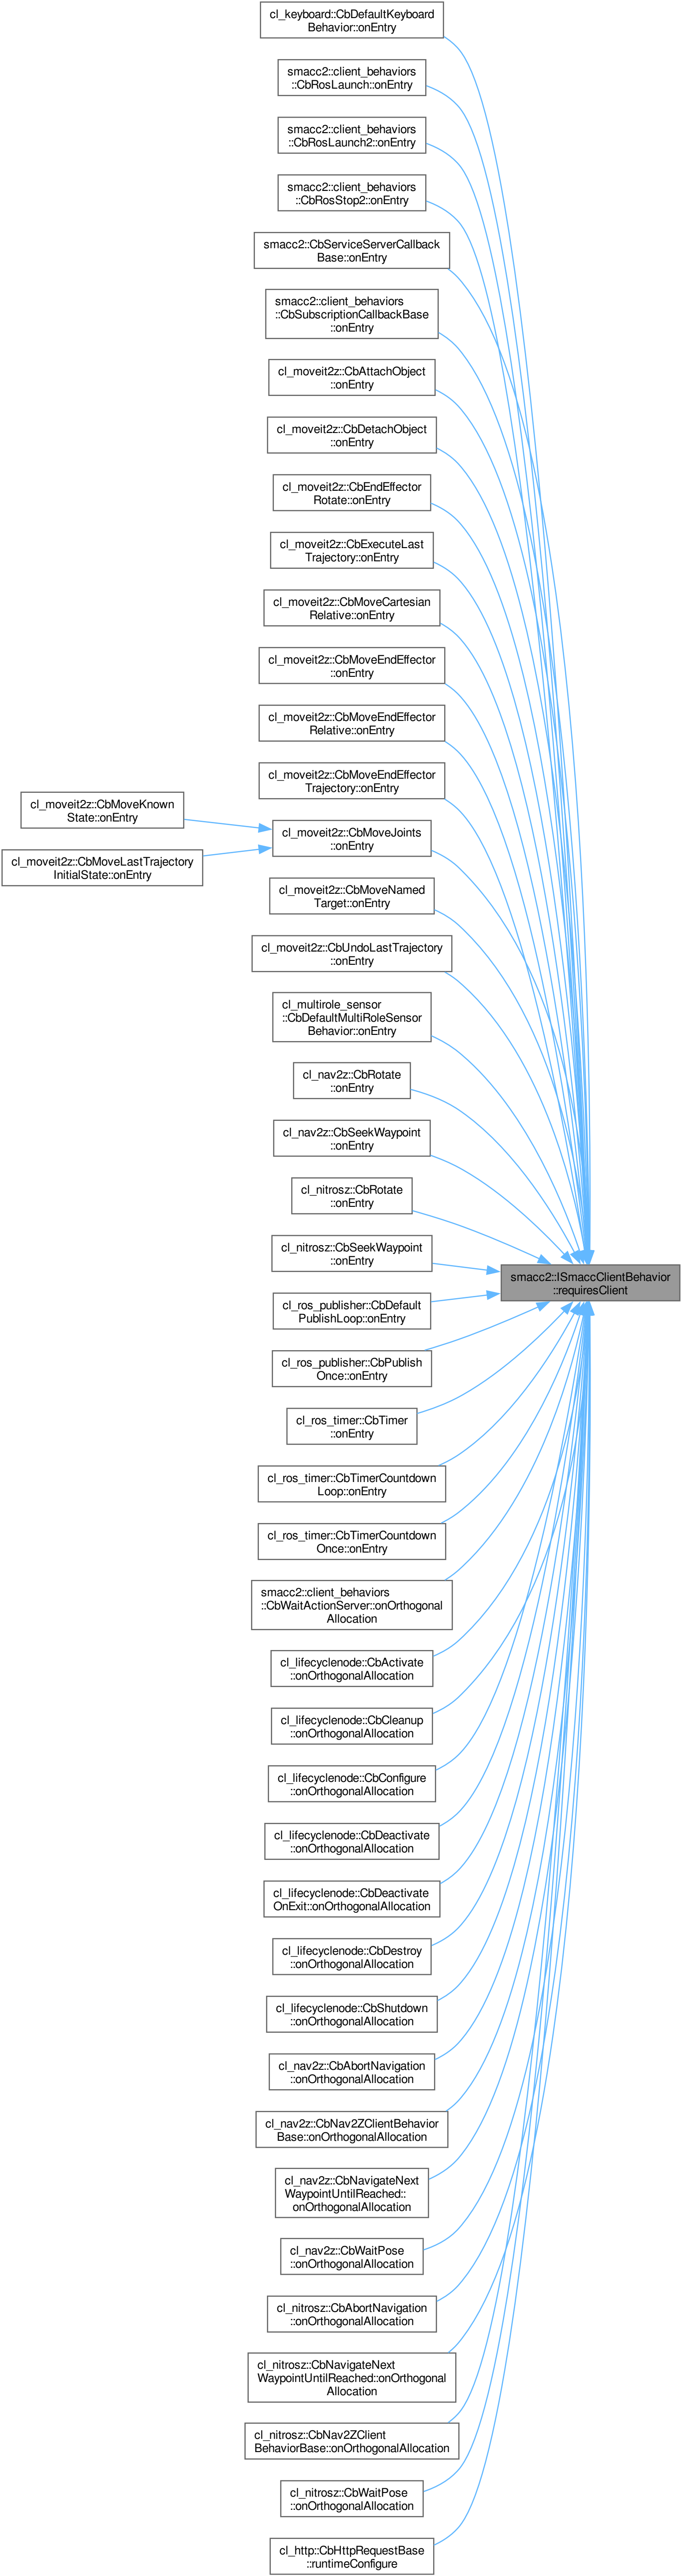 cl_keyboard::CbDefaultKeyboard
Behavior::onEntry
smacc2::client_behaviors
::CbRosLaunch::onEntry
smacc2::client_behaviors
::CbRosLaunch2::onEntry
smacc2::client_behaviors
::CbRosStop2::onEntry
smacc2::CbServiceServerCallback
Base::onEntry
smacc2::client_behaviors
::CbSubscriptionCallbackBase
::onEntry
cl_moveit2z::CbAttachObject
::onEntry
cl_moveit2z::CbDetachObject
::onEntry
cl_moveit2z::CbEndEffector
Rotate::onEntry
cl_moveit2z::CbExecuteLast
Trajectory::onEntry
cl_moveit2z::CbMoveCartesian
Relative::onEntry
cl_moveit2z::CbMoveEndEffector
::onEntry
cl_moveit2z::CbMoveEndEffector
Relative::onEntry
cl_moveit2z::CbMoveEndEffector
Trajectory::onEntry
cl_moveit2z::CbMoveKnown
State::onEntry
cl_moveit2z::CbMoveJoints
::onEntry
cl_moveit2z::CbMoveLastTrajectory
InitialState::onEntry
cl_moveit2z::CbMoveNamed
Target::onEntry
cl_moveit2z::CbUndoLastTrajectory
::onEntry
cl_multirole_sensor
::CbDefaultMultiRoleSensor
Behavior::onEntry
cl_nav2z::CbRotate
::onEntry
cl_nav2z::CbSeekWaypoint
::onEntry
cl_nitrosz::CbRotate
::onEntry
cl_nitrosz::CbSeekWaypoint
::onEntry
smacc2::ISmaccClientBehavior
::requiresClient
cl_ros_publisher::CbDefault
PublishLoop::onEntry
cl_ros_publisher::CbPublish
Once::onEntry
cl_ros_timer::CbTimer
::onEntry
cl_ros_timer::CbTimerCountdown
Loop::onEntry
cl_ros_timer::CbTimerCountdown
Once::onEntry
smacc2::client_behaviors
::CbWaitActionServer::onOrthogonal
Allocation
cl_lifecyclenode::CbActivate
::onOrthogonalAllocation
cl_lifecyclenode::CbCleanup
::onOrthogonalAllocation
cl_lifecyclenode::CbConfigure
::onOrthogonalAllocation
cl_lifecyclenode::CbDeactivate
::onOrthogonalAllocation
cl_lifecyclenode::CbDeactivate
OnExit::onOrthogonalAllocation
cl_lifecyclenode::CbDestroy
::onOrthogonalAllocation
cl_lifecyclenode::CbShutdown
::onOrthogonalAllocation
cl_nav2z::CbAbortNavigation
::onOrthogonalAllocation
cl_nav2z::CbNav2ZClientBehavior
Base::onOrthogonalAllocation
cl_nav2z::CbNavigateNext
WaypointUntilReached::
onOrthogonalAllocation
cl_nav2z::CbWaitPose
::onOrthogonalAllocation
cl_nitrosz::CbAbortNavigation
::onOrthogonalAllocation
cl_nitrosz::CbNavigateNext
WaypointUntilReached::onOrthogonal
Allocation
cl_nitrosz::CbNav2ZClient
BehaviorBase::onOrthogonalAllocation
cl_nitrosz::CbWaitPose
::onOrthogonalAllocation
cl_http::CbHttpRequestBase
::runtimeConfigure